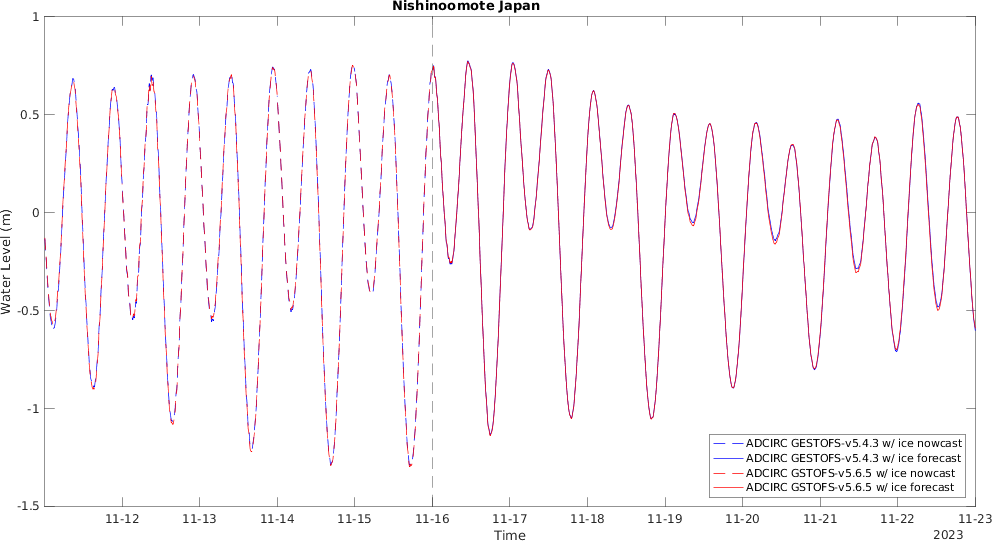 Nishinoomote Japan
1
0.5
0
-0.5
-1
-1.5
Water Level (m)
11-12 11-13 11-14 11-15 11-16 11-17 11-18 11-19 11-20 11-21 11-22 11-23
Time
2023
ADCIRC GESTOFS-v5.4.3 w/ ice nowcast
ADCIRC GESTOFS-v5.4.3 w/ ice forecast
ADCIRC GSTOFS-v5.6.5 w/ ice nowcast
ADCIRC GSTOFS-v5.6.5 w/ ice forecast